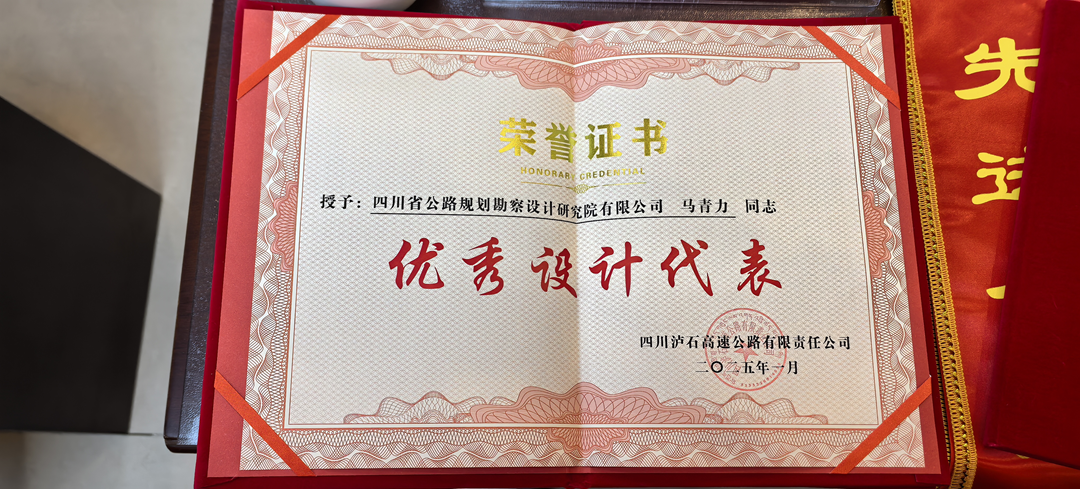 荣誉证书
HONORARY CREDENTIAL
授予：四川省公路规划勘察设计研究院有限公司 马青力 同志
优秀设计代表
四川泸石高速公路有限责任公司
二〇二五年一月
先